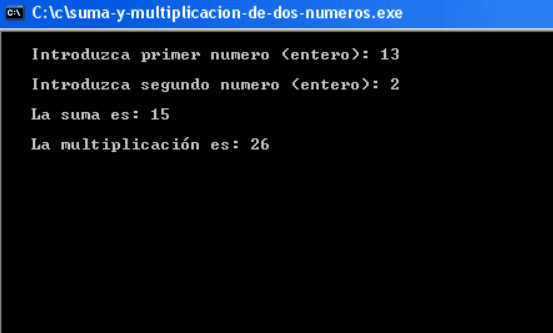 C:\c\suma-y-multiplicacion-de-dos-numeros.exe
Introduzca primer numero (entero): 13
Introduzca segundo numero (entero): 2
La suma es: 15
La multiplicación es: 26